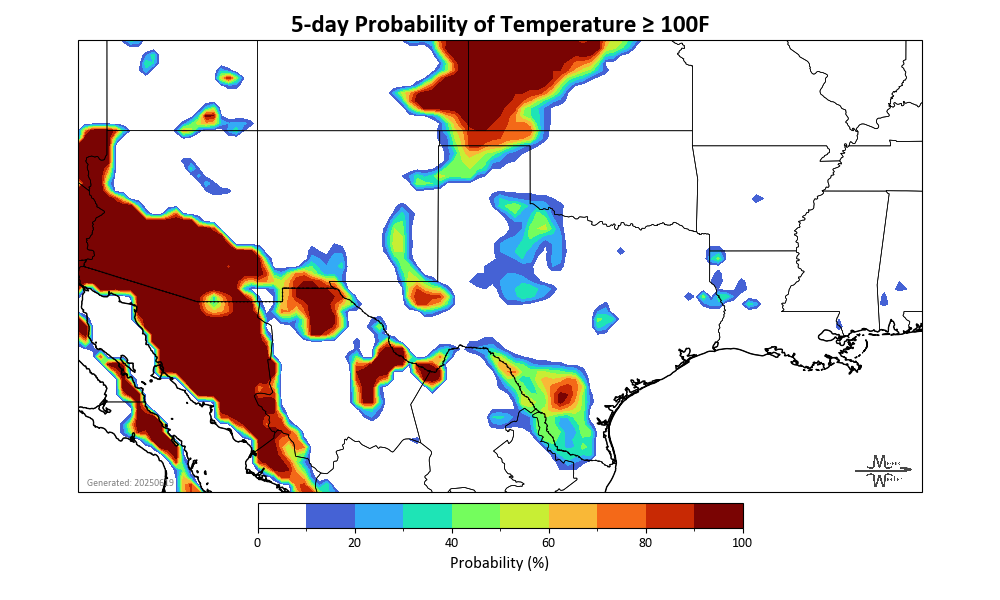 5-day Probability of Temperature ≥ 100F
Generated: 20250619
0 20 40 60 80 100
Probability (%)